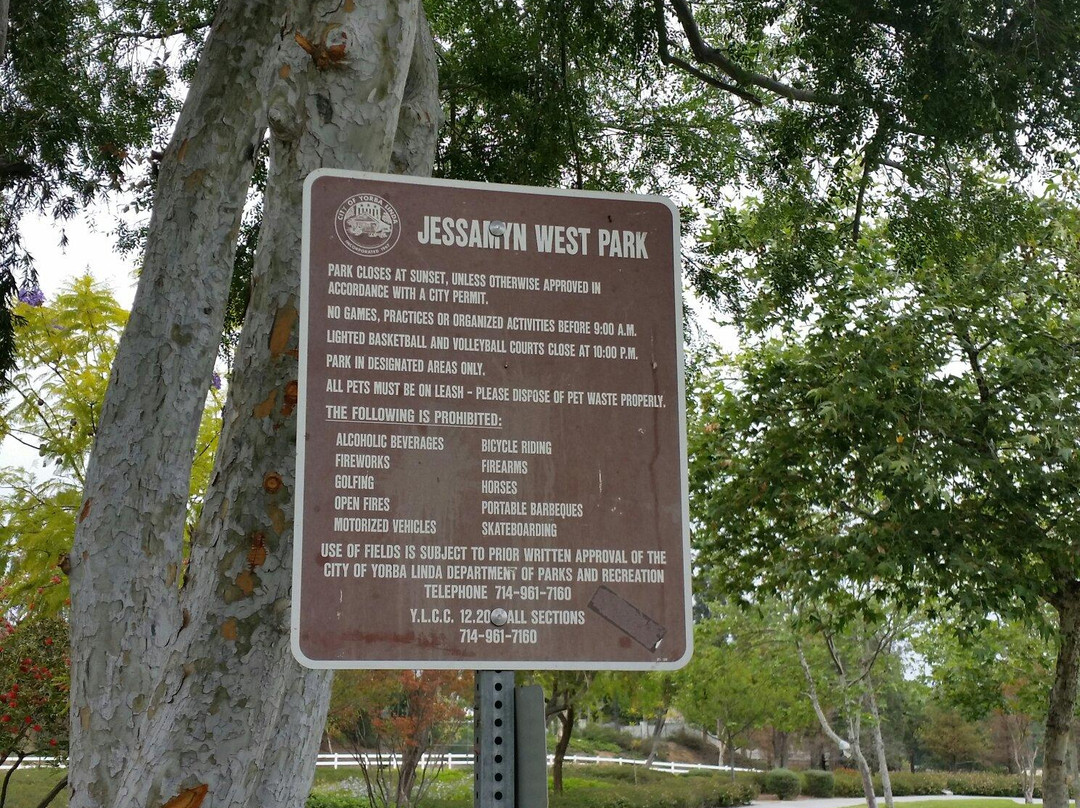 CITY OF YORBA LINDA
INCORPORATED
JESSAMYN WEST PARK
PARK CLOSES AT SUNSET, UNLESS OTHERWISE APPROVED IN
ACCORDANCE WITH A CITY PERMIT.
NO GAMES, PRACTICES OR ORGANIZED ACTIVITIES BEFORE 9:00 A.M.
LIGHTED BASKETBALL AND VOLLEYBALL COURTS CLOSE AT 10:00 P.M.
PARK IN DESIGNATED AREAS ONLY.
ALL PETS MUST BE ON LEASH - PLEASE DISPOSE OF PET WASTE PROPERLY.
THE FOLLOWING IS PROHIBITED:
ALCOHOLIC BEVERAGES
FIREWORKS
GOLFING
OPEN FIRES
MOTORIZED VEHICLES
BICYCLE RIDING
FIREARMS
HORSES
PORTABLE BARBEQUES
SKATEBOARDING
USE OF FIELDS IS SUBJECT TO PRIOR WRITTEN APPROVAL OF THE
CITY OF YORBA LINDA DEPARTMENT OF PARKS AND RECREATION
TELEPHONE 714-961-7160
Y.L.C.C. 12.20 ALL SECTIONS
714-961-7160